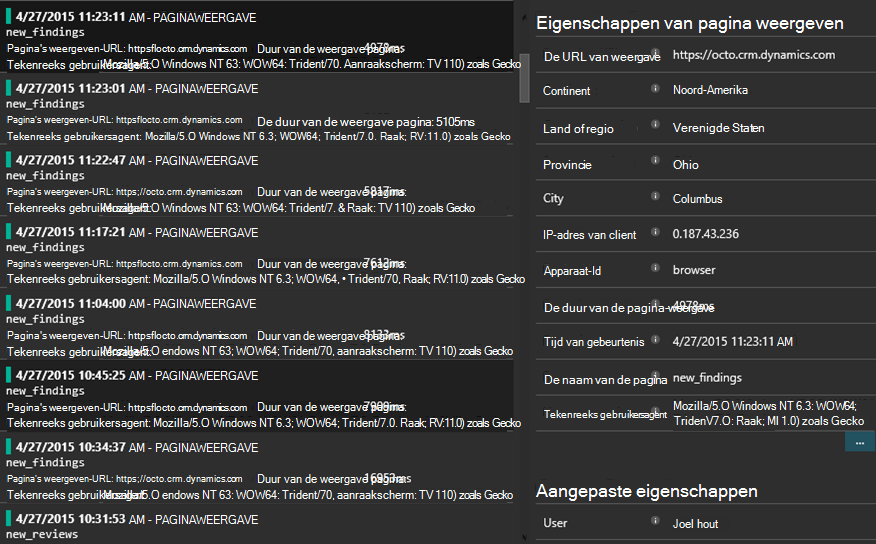 4/27/2015 11:23:11 AM - PAGINAWEERGAVE
new_findings
Pagina's weergeven-URL: httpsflocto.crm.dynamics.com Duur van de weergave pagina: 4978ms
Tekenreeks gebruikersagent: Mozilla/5.O Windows NT 63: WOW64: Trident/70. Aanraakscherm: TV 110) zoals Gecko
4/27/2015 11:23:01 AM - PAGINAWEERGAVE
new_findings
Pagina's weergeven-URL: httpsflocto.crm.dynamics.com De duur van de weergave pagina: 5105ms
Tekenreeks gebruikersagent: Mozilla/5.O Windows NT 6.3; WOW64; Trident/7.0. Raak; RV:11.0) zoals Gecko
4/27/2015 11:22:47 AM - PAGINAWEERGAVE
new_findings
Pagina's weergeven-URL: https;//octo.crm.dynamics.com Duur van de weergave pagina: 5817ms
Tekenreeks gebruikersagent: Mozilla/5.O Windows NT 63: WOW64: Trident/7. & Raak: TV 110) zoals Gecko
4/27/2015 11:17:21 AM - PAGINAWEERGAVE
new_findings
Pagina's weergeven-URL: httpsflocto.crm.dynamics.com Duur van de weergave pagina: 7612ms
Tekenreeks gebruikersagent: Mozilla/5.O Windows NT 6.3; WOW64, • Trident/70, Raak; RV:11.0) zoals Gecko
4/27/2015 11:04:00 AM - PAGINAWEERGAVE
new_findings
Pagina's weergeven-URL: httpsflocto.crm.dynamics.com Duur van de weergave pagina: 8133ms
Tekenreeks gebruikersagent: Mozilla/5.O endows NT 63; WOW64; Trident/70, aanraakscherm: TV 110) zoals Gecko
4/27/2015 10:45:25 AM - PAGINAWEERGAVE
new_findings
Pagina's weergeven-URL: httpsflocto.crm.dynamics.com Duur van de weergave pagina:
Tekenreeks gebruikersagent: Mozilla/5.O Windows NT 6.3; WOW64; Trident/7.0. Raak; RV:11.0) zoals Gecko
4/27/2015 10:34:37 AM - PAGINAWEERGAVE
new_findings
Pagina's weergeven-URL: https;//octo.crm.dynamics.com Duur van de weergave pagina: 16953ms
Tekenreeks gebruikersagent: Mozilla/5.O endows NT 63: WOW64: Trident/70, aanraakscherm: TV 110) zoals Gecko
4/27/2015 10:31:53 AM - PAGINAWEERGAVE
new_reviews
Eigenschappen van pagina weergeven
De URL van weergave https://octo.crm.dynamics.com
Continent Noord-Amerika
Land of regio Verenigde Staten
Provincie Ohio
City Columbus
IP-adres van client 0.187.43.236
Apparaat-Id browser
De duur van de pagina-weergave 4978ms
Tijd van gebeurtenis 4/27/2015 11:23:11 AM
De naam van de pagina new_findings
Tekenreeks gebruikersagent Mozilla/5.O Windows NT 6.3: WOW64;
TridenV7.O: Raak; MI 1.0) zoals Gecko
...
Aangepaste eigenschappen
User Joel hout